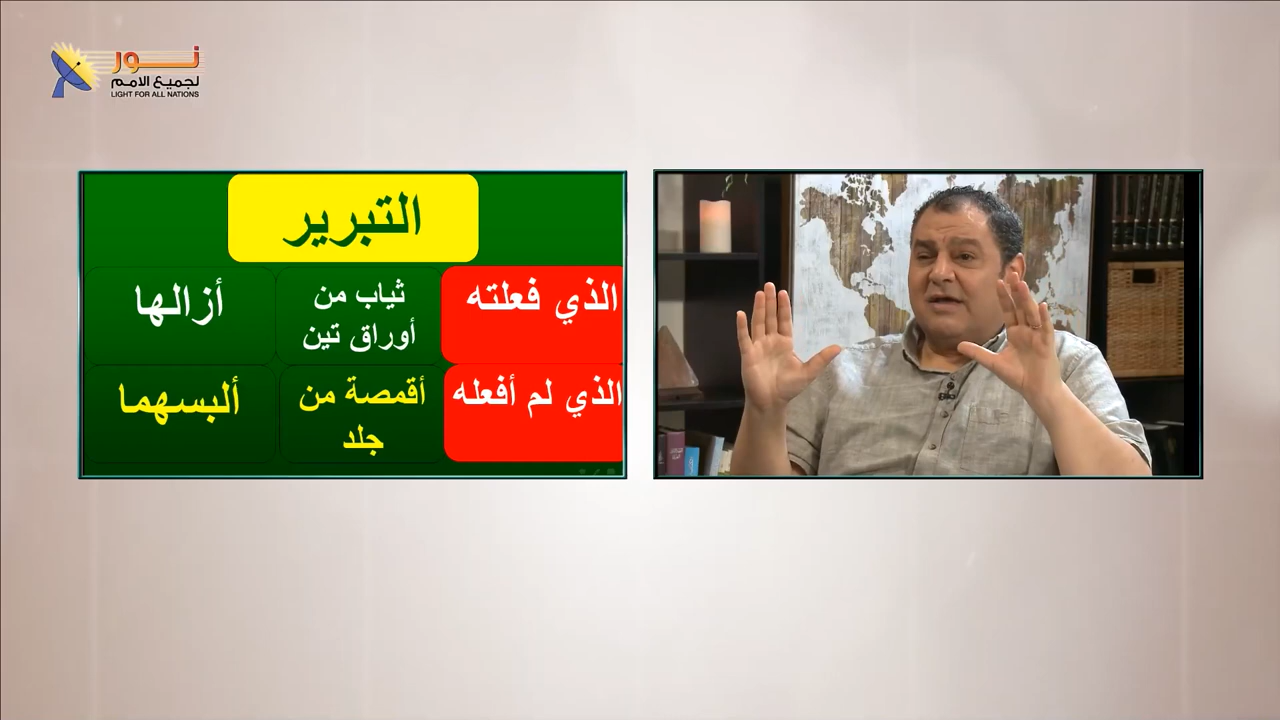 نور
لجميع الامم
LIGHT FOR ALL NATIONS
التبرير
الذي فعلته
ثياب من
أوراق تين
أزالها
الذي لم أفعله
أقمصة من
جلد
ألبسهما